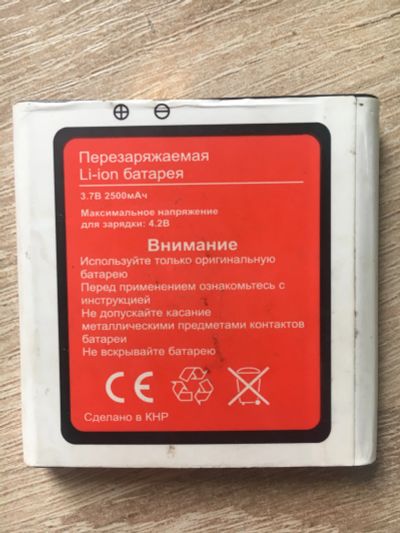 ⊕ ⊖
Перезаряжаемая
Li-ion батарея
3.7В 2500мАч
Максимальное напряжение
для зарядки: 4.2В
Внимание
Используйте только оригинальную
батарею
Перед применением ознакомьтесь с
инструкцией
Не допускайте касание
металлическими предметами контактов
батареи
Не вскрывайте батарею
CE
Сделано в КНР